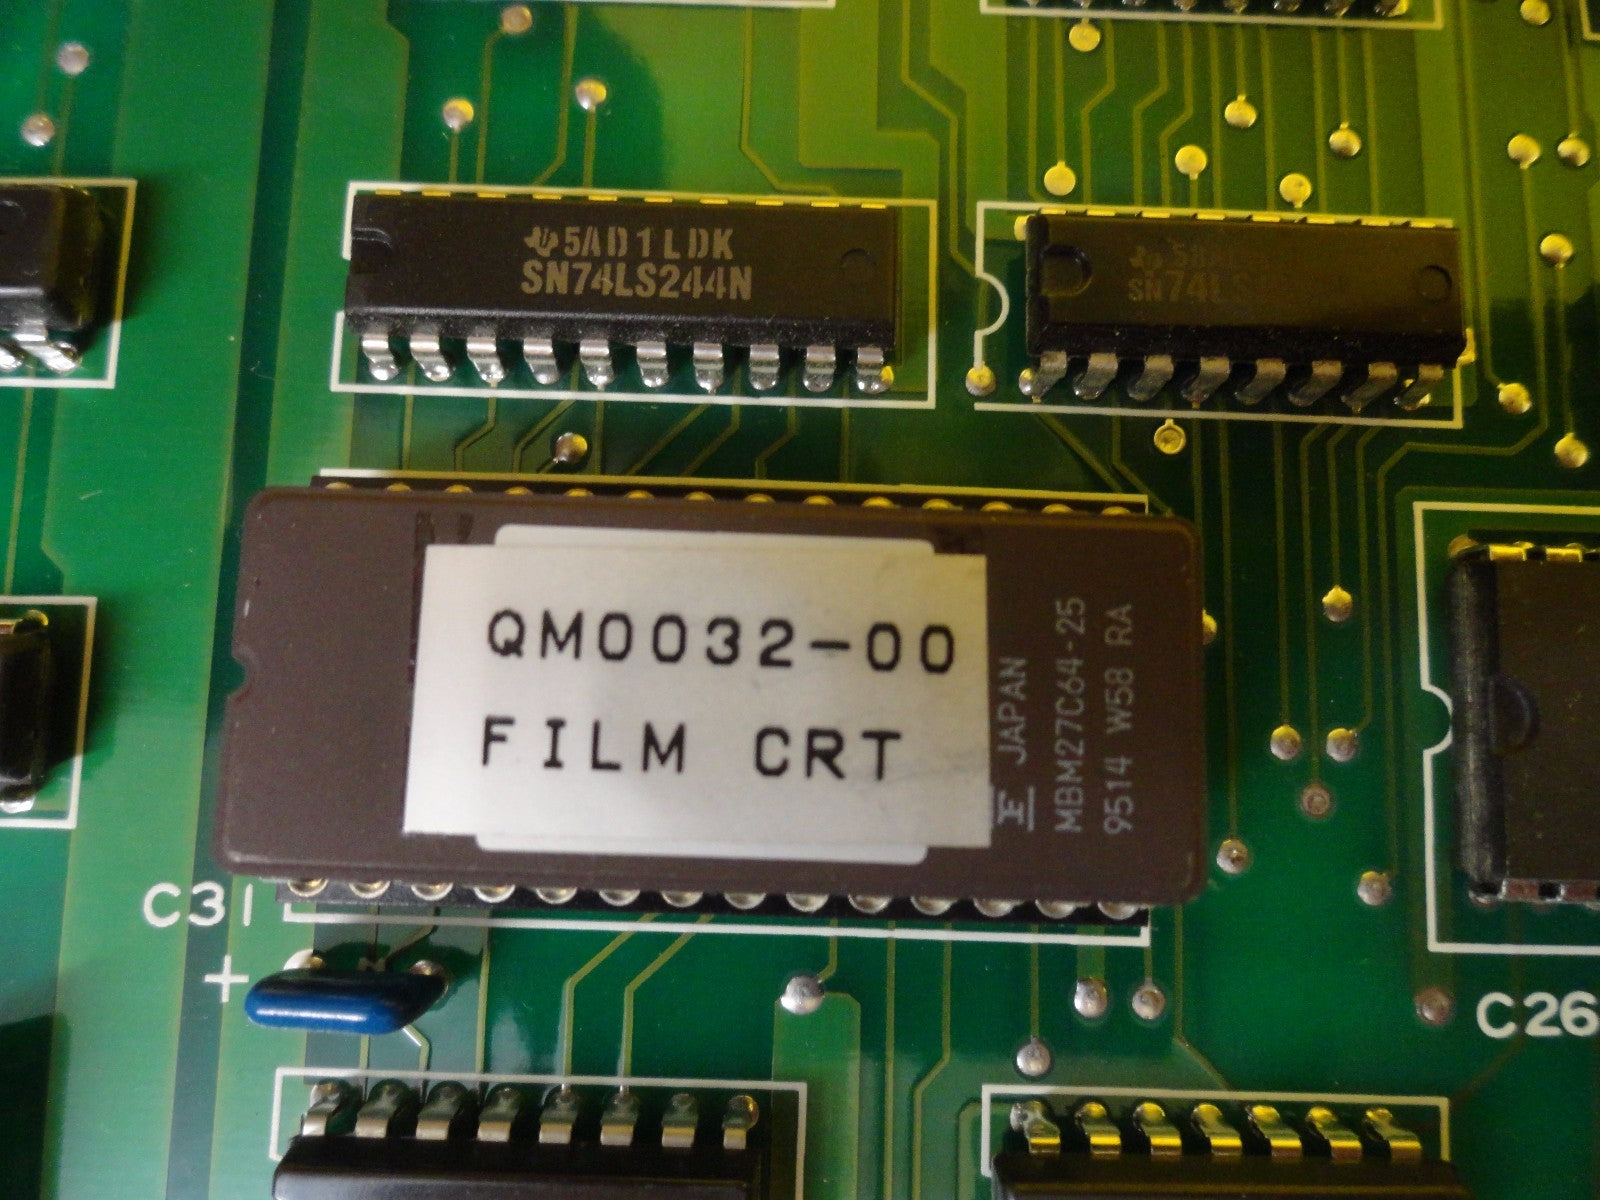 5AD1LDK
SN74LS244N
SN74LS
QM0032-00
FILM CRT
F JAPAN
MBM27C64-25
9514 W58 RA
C31
+
C26